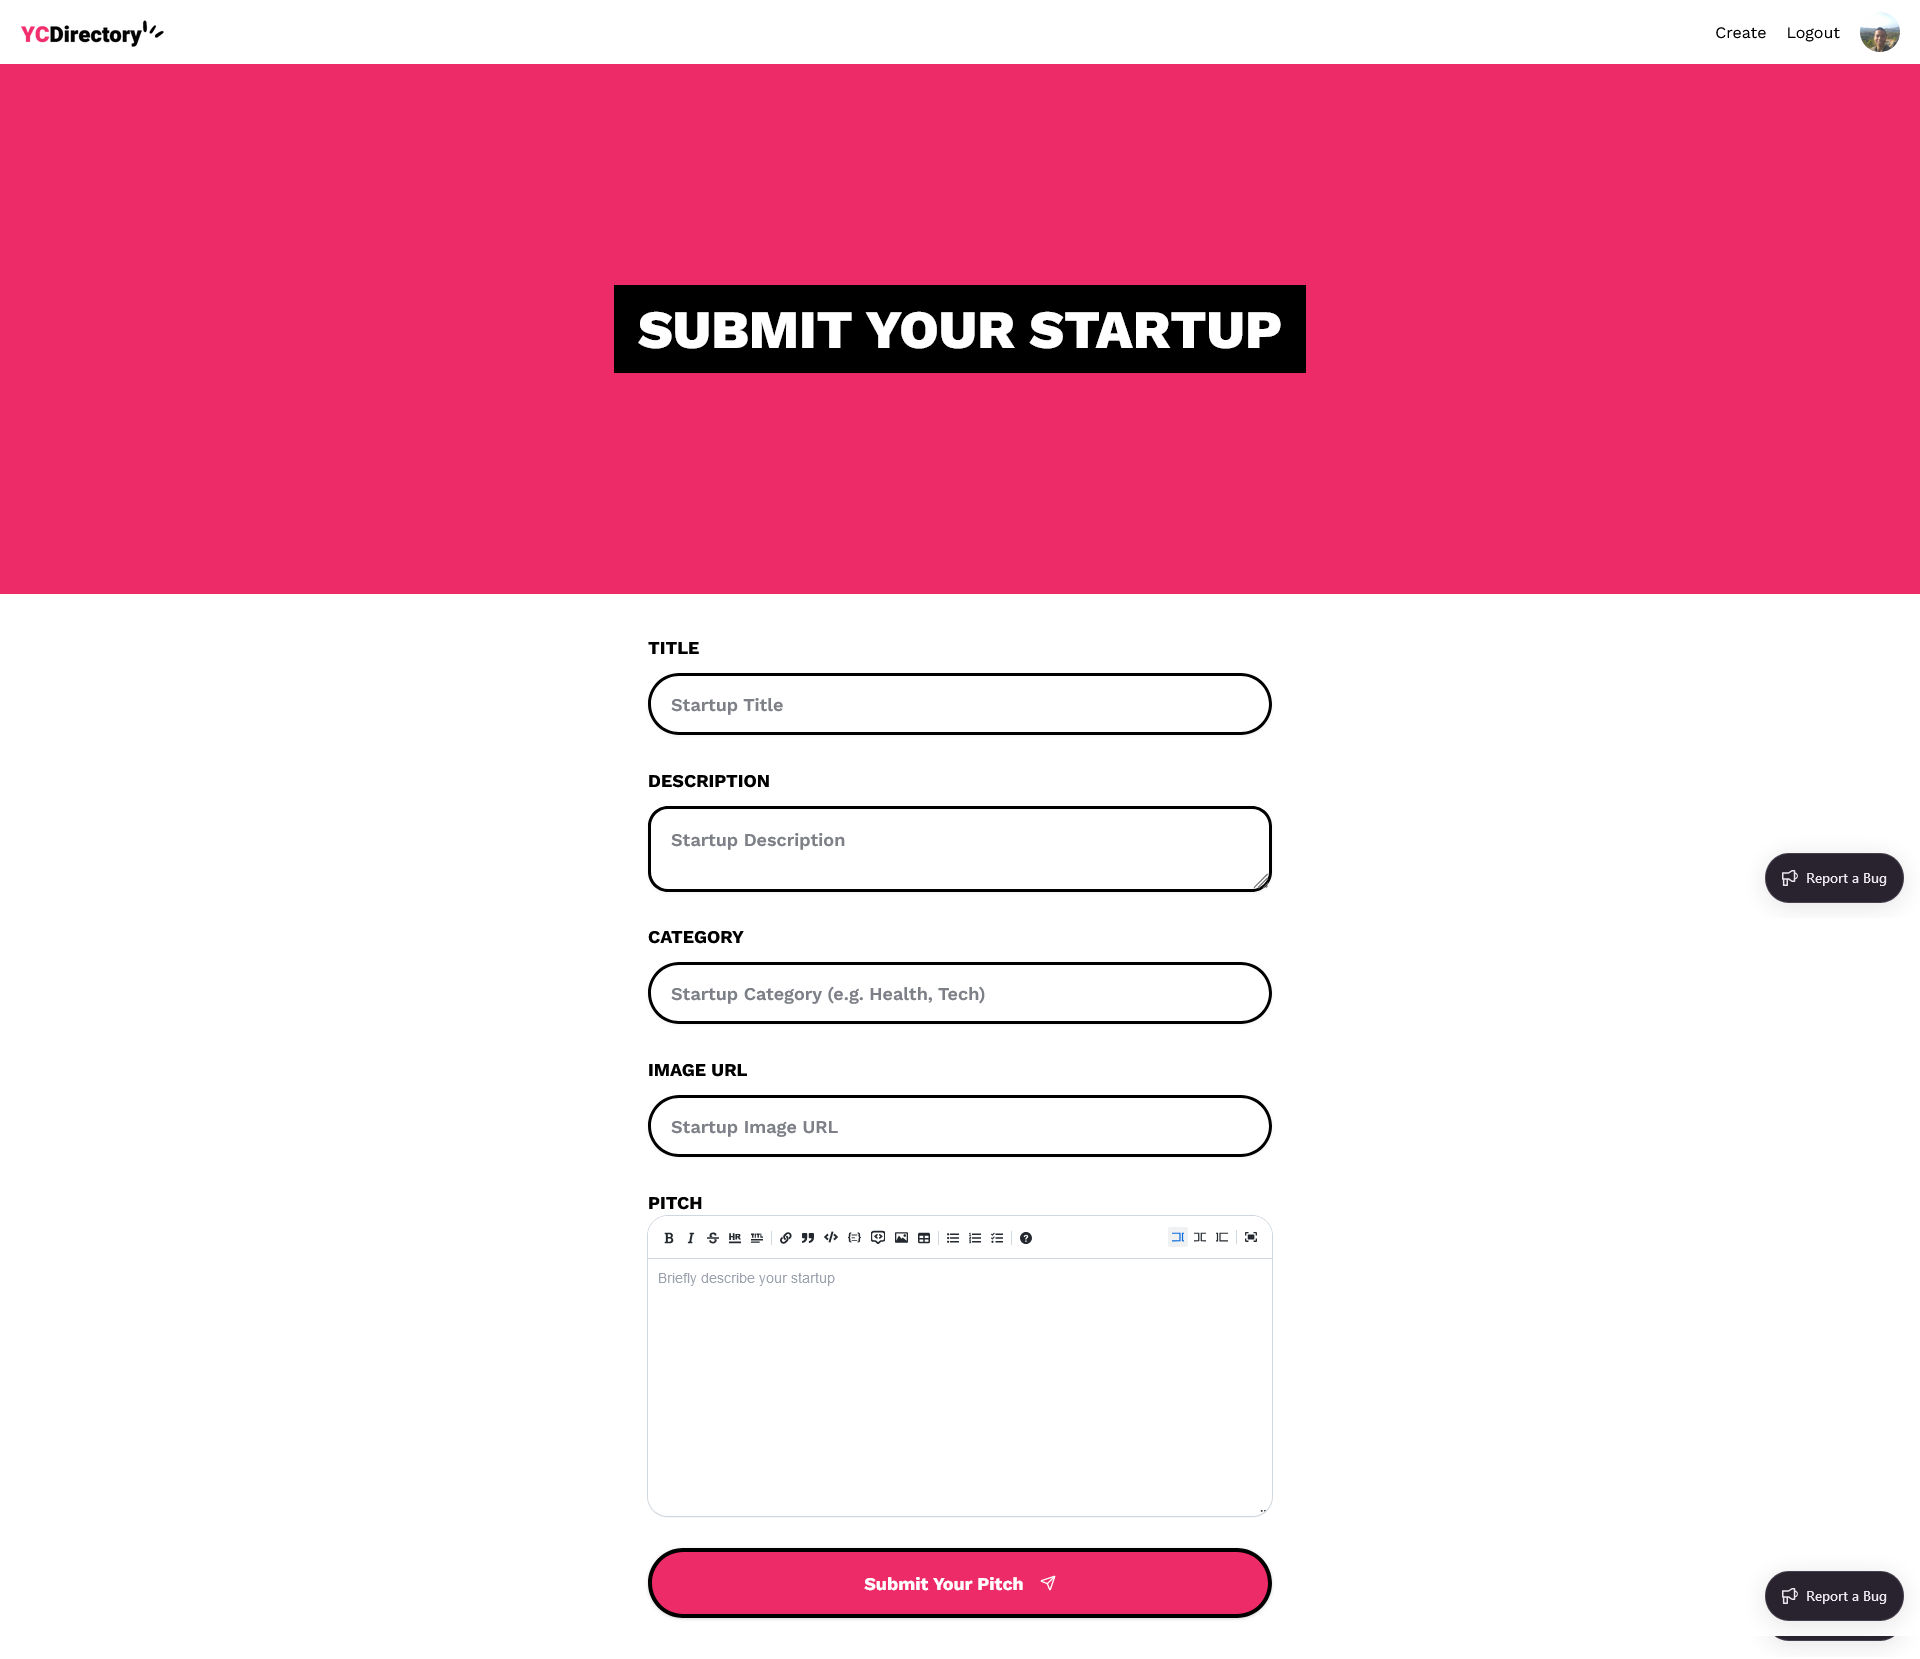 YCDirectory
Create Logout
SUBMIT YOUR STARTUP
TITLE
Startup Title
DESCRIPTION
Startup Description
Report a Bug
CATEGORY
Startup Category (e.g. Health, Tech)
IMAGE URL
Startup Image URL
PITCH
Briefly describe your startup
Submit Your Pitch
Report a Bug